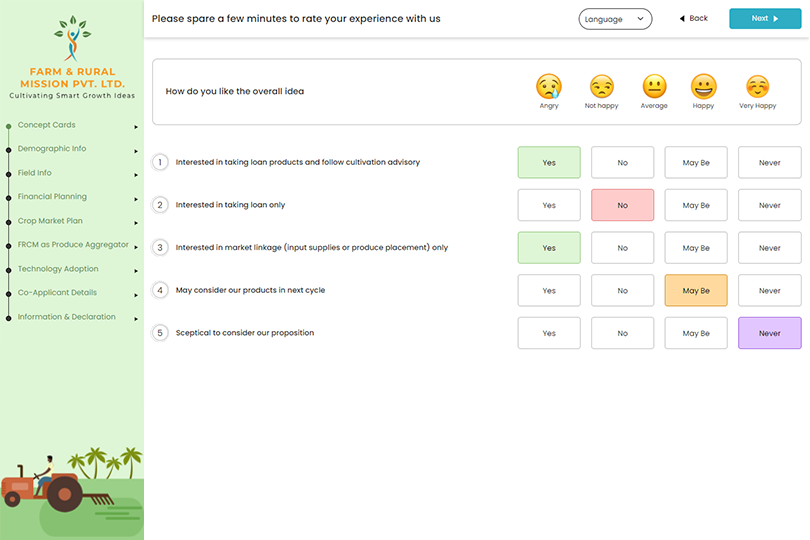 FARM & RURAL
MISSION PVT. LTD.
Cultivating Smart Growth Ideas
Concept Cards
Demographic Info
Field Info
Financial Planning
Crop Market Plan
FRCM as Produce Aggregator
Technology Adoption
Co-Applicant Details
Information & Declaration
Please spare a few minutes to rate your experience with us
Language
Back
Next
How do you like the overall idea
Angry
Not happy
Average
Happy
Very Happy
1 Interested in taking loan products and follow cultivation advisory Yes No May Be Never
2 Interested in taking loan only Yes No May Be Never
3 Interested in market linkage (input supplies or produce placement) only Yes No May Be Never
4 May consider our products in next cycle Yes No May Be Never
5 Sceptical to consider our proposition Yes No May Be Never